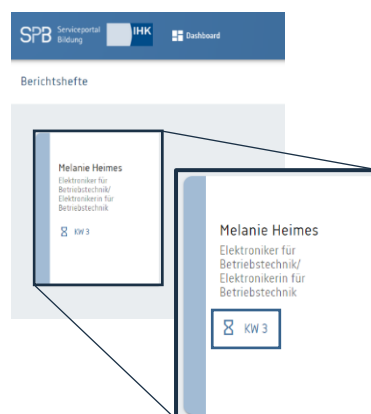 SPB Serviceportal Bildung IHK Dashboard
Berichtshefte
Melanie Heimes
Elektroniker für
Betriebstechnik/
Elektronikerin für
Betriebstechnik
KW 3
Melanie Heimes
Elektroniker für
Betriebstechnik/
Elektronikerin für
Betriebstechnik
KW 3